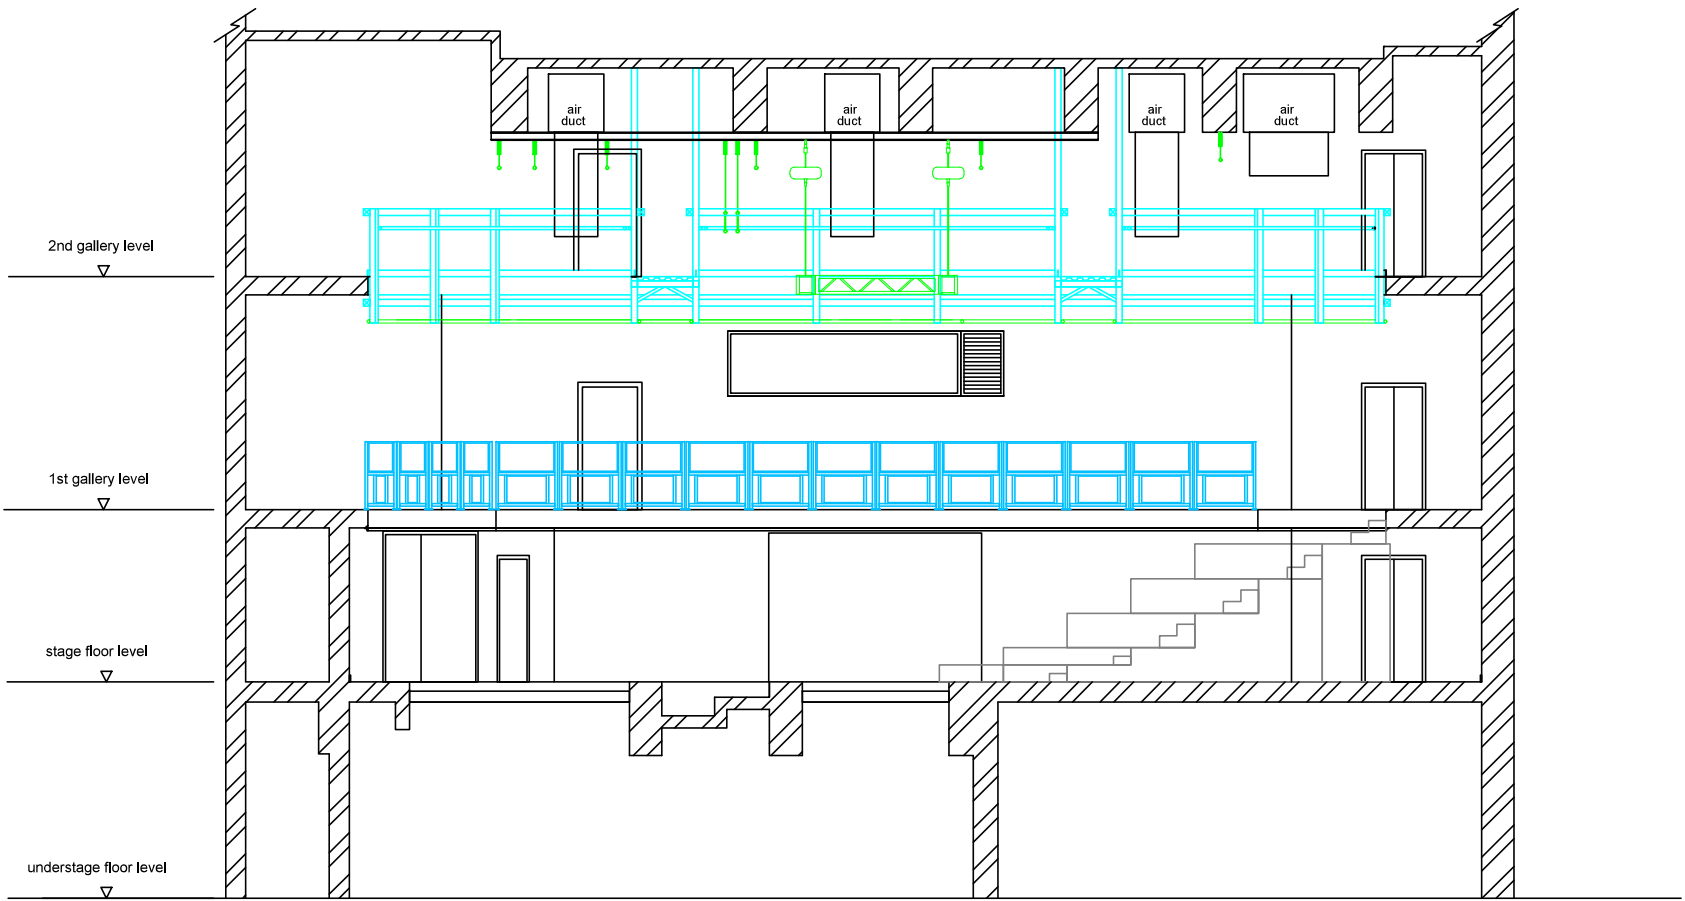 air
duct
air
duct
air
duct
air
duct
2nd gallery level
1st gallery level
stage floor level
understage floor level